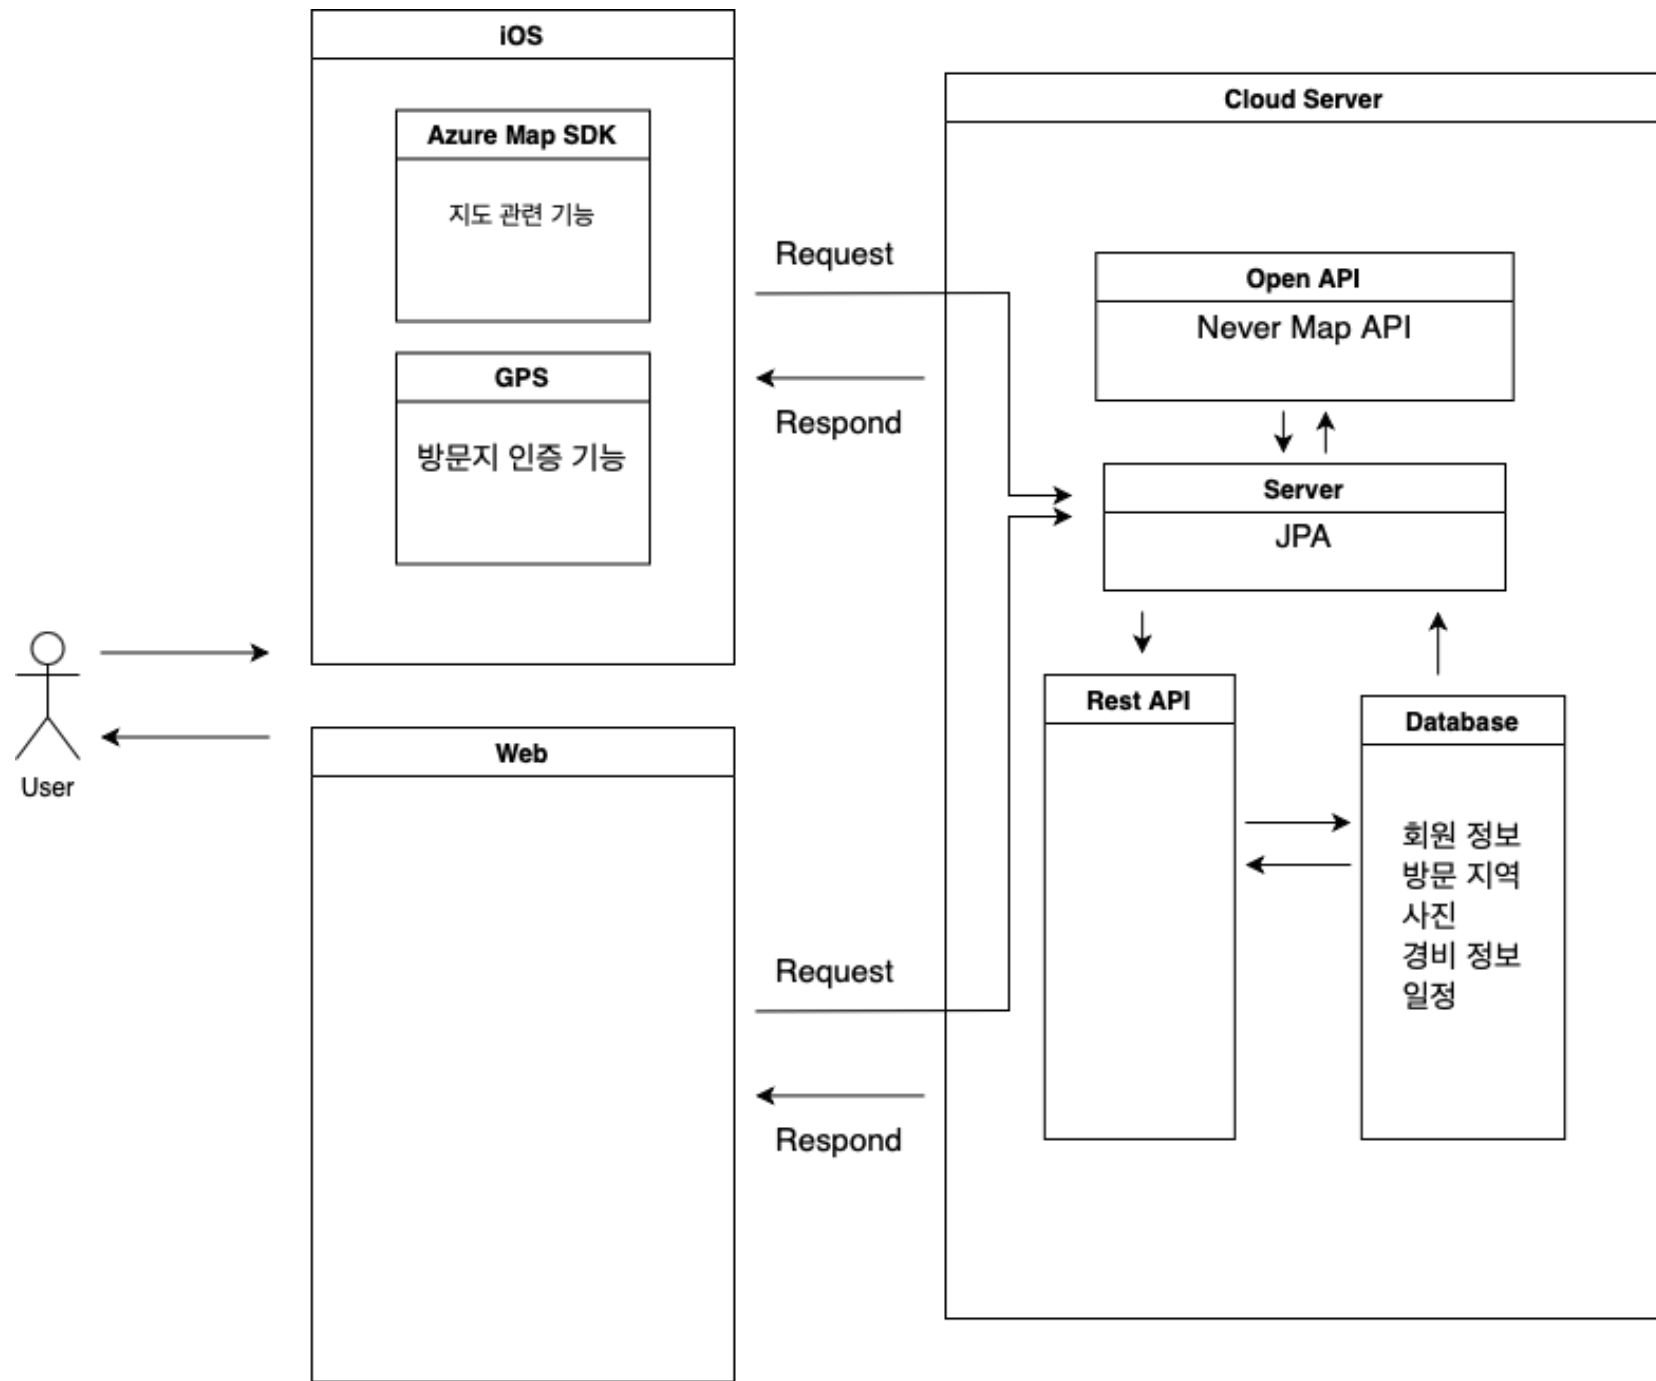 iOS
Azure Map SDK
지도 관련 기능
GPS
방문지 인증 기능
User
Web
Request
Respond
Request
Respond
Cloud Server
Open API
Never Map API
Server
JPA
Rest API
Database
회원 정보
방문 지역
사진
경비 정보
일정